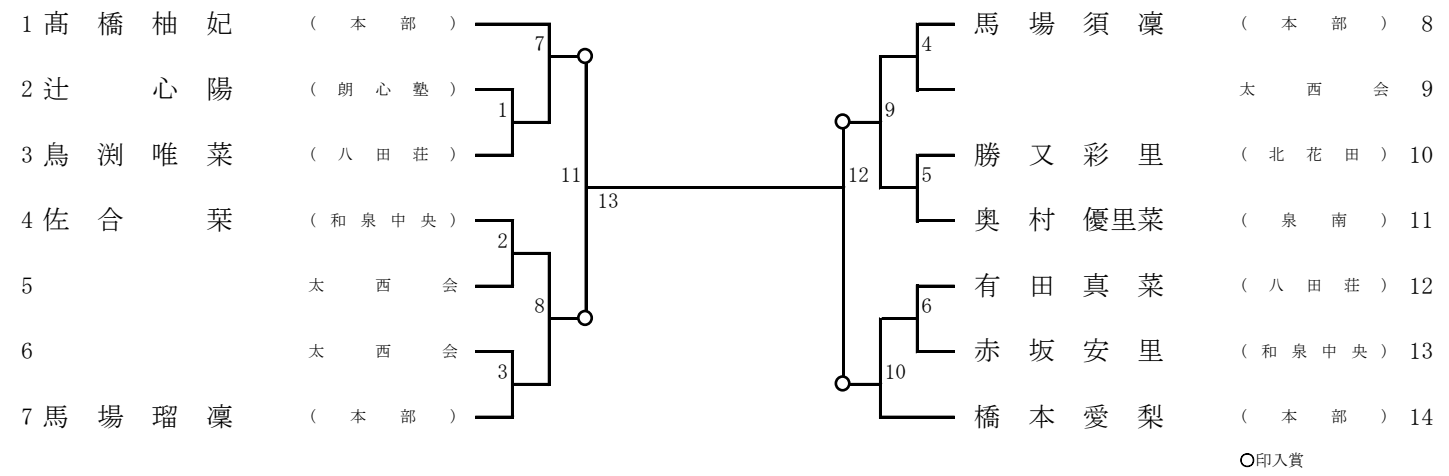 1 髙橋柚妃 (本部)
7
2 辻心陽 (朗心塾)
1
3 鳥渕唯菜 (八田荘)
11
13
4 佐合栞 (和泉中央)
2
5 太西会
8
6 太西会
3
7 馬場瑠凜 (本部)
馬場須凜 (本部) 8
4
太西会 9
9
勝又彩里 (北花田) 10
12
5
奥村優里菜 (泉南) 11
有田真菜 (八田荘) 12
6
赤坂安里 (和泉中央) 13
10
橋本愛梨 (本部) 14
○印入賞